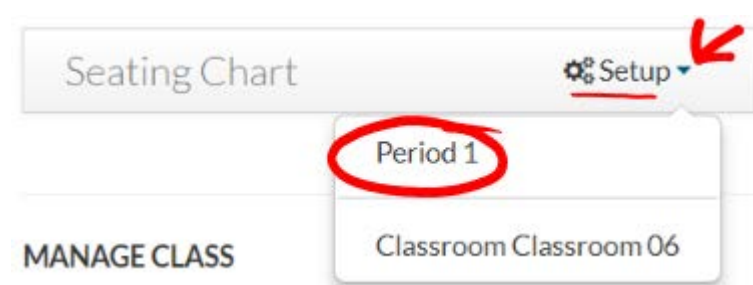 Seating Chart Setup
Period 1
Classroom Classroom 06
MANAGE CLASS